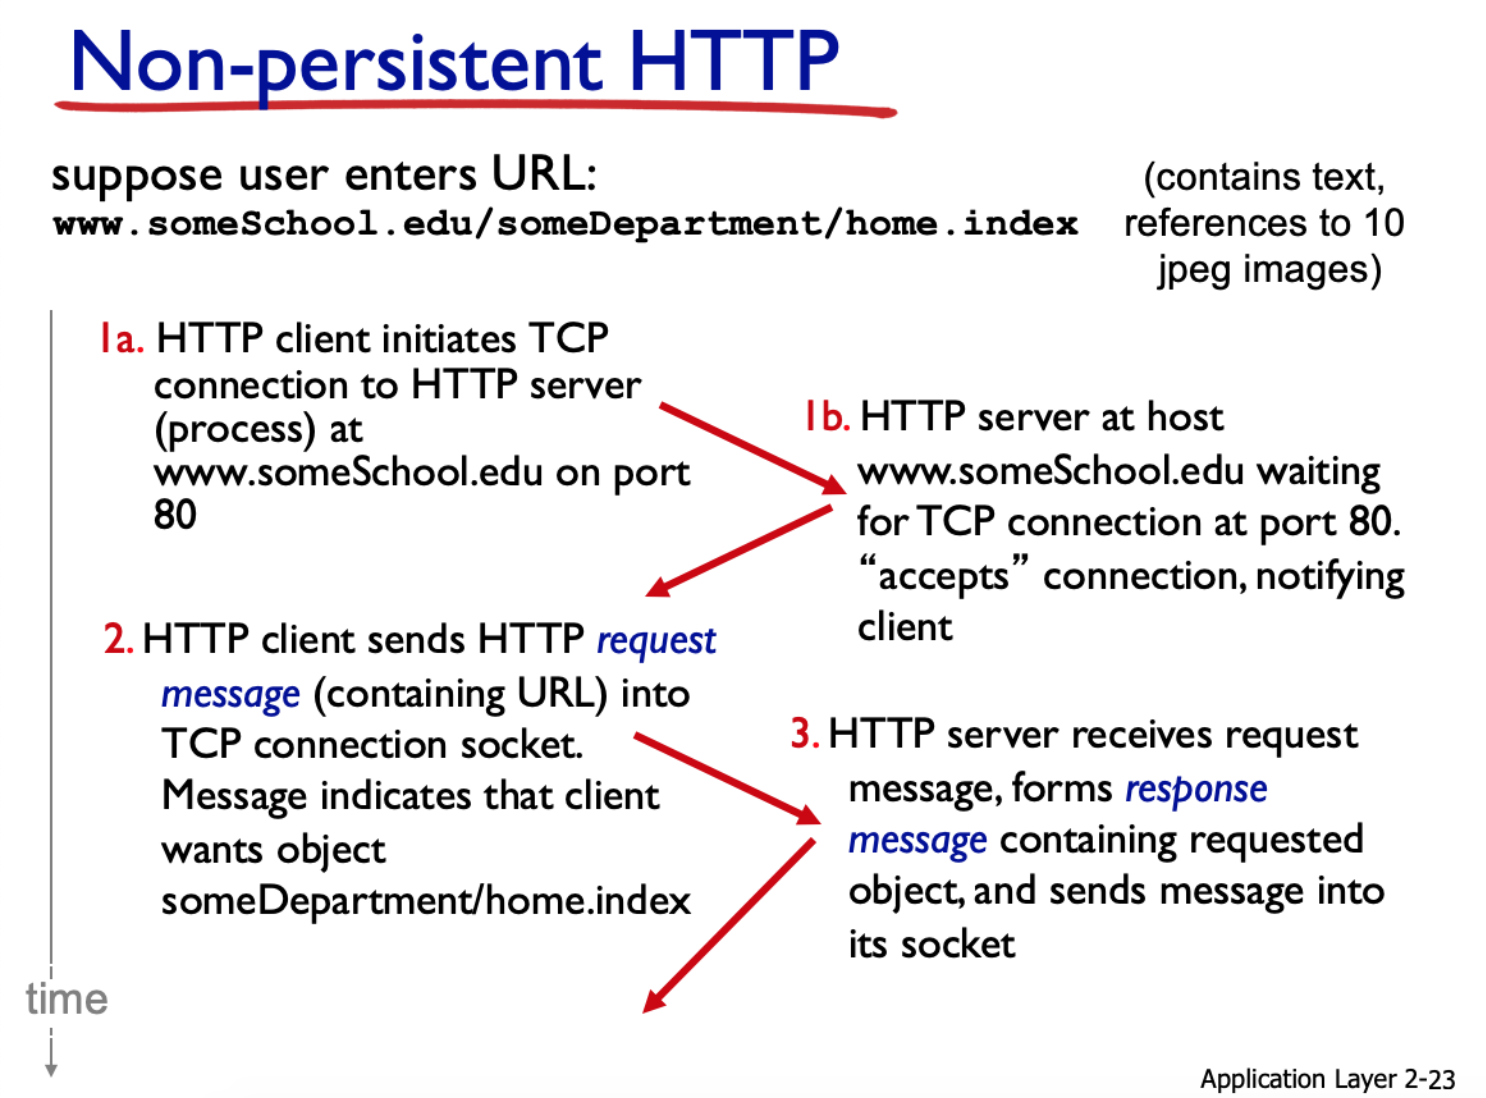 Non-persistent HTTP
suppose user enters URL:
www.someSchool.edu/someDepartment/home.index
(contains text,
references to 10
jpeg images)
1a. HTTP client initiates TCP
connection to HTTP server
(process) at
www.someSchool.edu on port
80
1b. HTTP server at host
www.someSchool.edu waiting
for TCP connection at port 80.
“accepts” connection, notifying
client
2. HTTP client sends HTTP request
message (containing URL) into
TCP connection socket.
Message indicates that client
wants object
someDepartment/home.index
3. HTTP server receives request
message, forms response
message containing requested
object, and sends message into
its socket
time
Application Layer 2-23